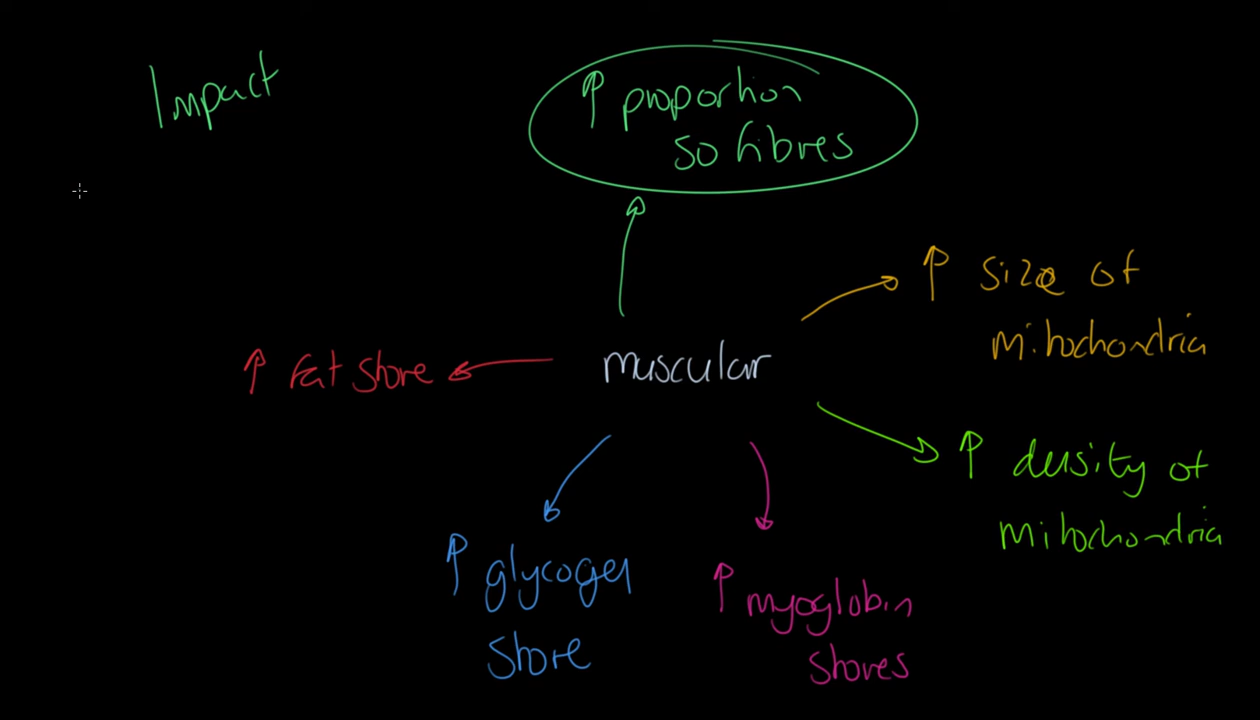 Impact
↑ proportion
so fibres
↑ size of
mitochondria
muscular
↑ fat store
↑ density of
mitochondria
↑ glycogen
store
↑ myoglobin
stores